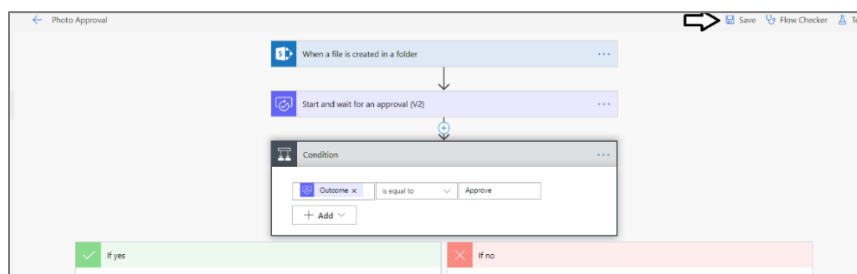 Photo Approval
Save Flow Checker Te
When a file is created in a folder
Start and wait for an approval (V2)
Condition
Outcome x is equal to Approve
+ Add
If yes If no